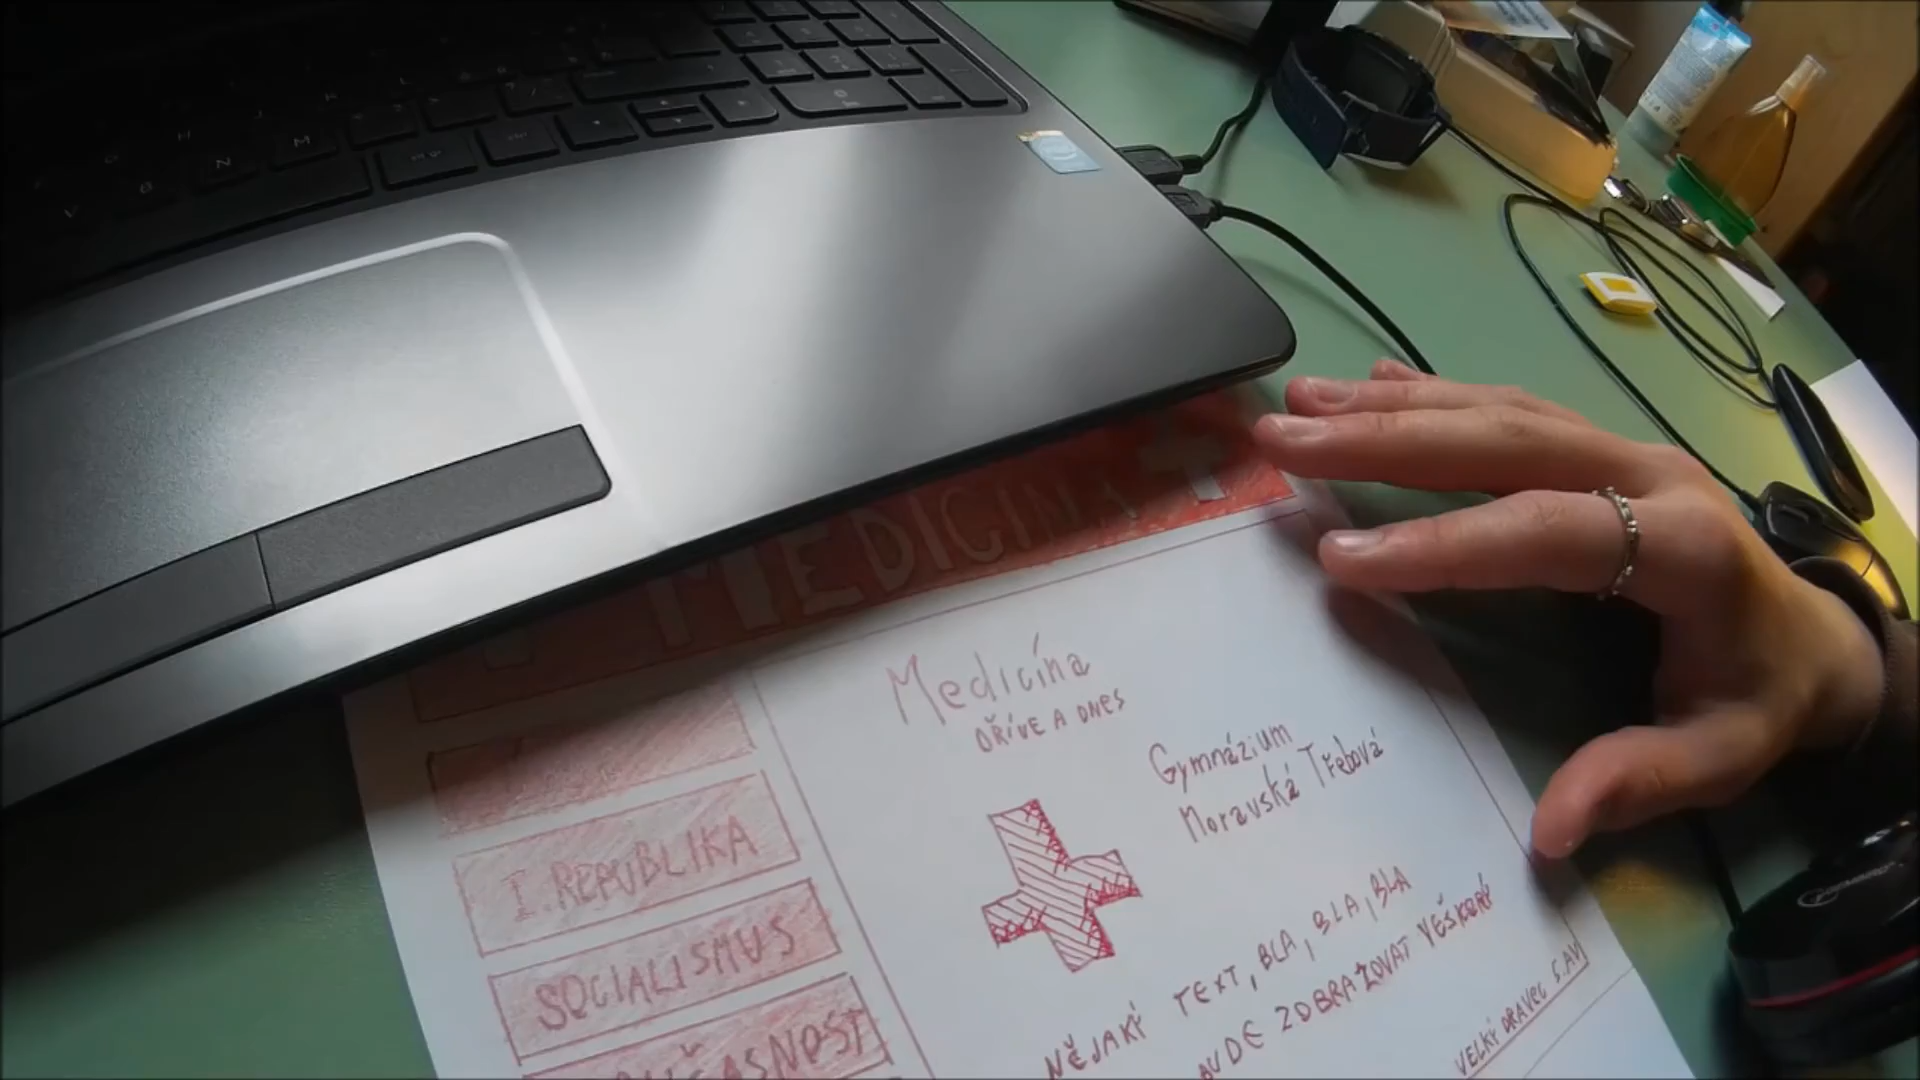 MEDICINA
Medicína
DŘÍVE A DNES
Gymnázium
Moravská Třebová
I. REPUBLIKA
SOCIALISMUS
NĚJAKÝ TEXT, BLA, BLA, BLA
ZOBRAZOVAT VEŠKERÝ
VELKÝ DRAVEC 5.AV
N
M
V